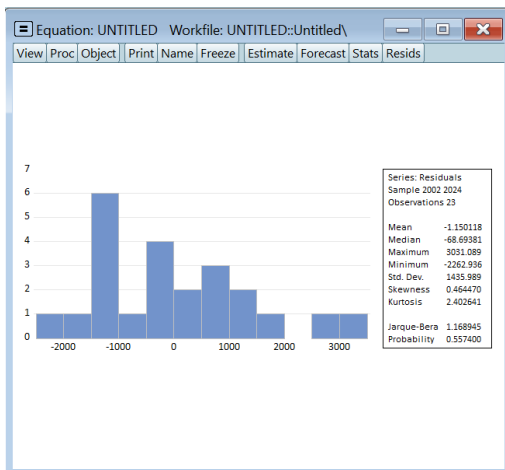 Equation: UNTITLED Workfile: UNTITLED::Untitled\
View Proc Object Print Name Freeze Estimate Forecast Stats Resids
7
6
5
4
3
2
1
0
-2000 -1000 0 1000 2000 3000
Series: Residuals
Sample 2002 2024
Observations 23
Mean -1.150118
Median -68.69381
Maximum 3031.089
Minimum -2262.936
Std. Dev. 1435.989
Skewness 0.464470
Kurtosis 2.402641
Jarque-Bera 1.168945
Probability 0.557400